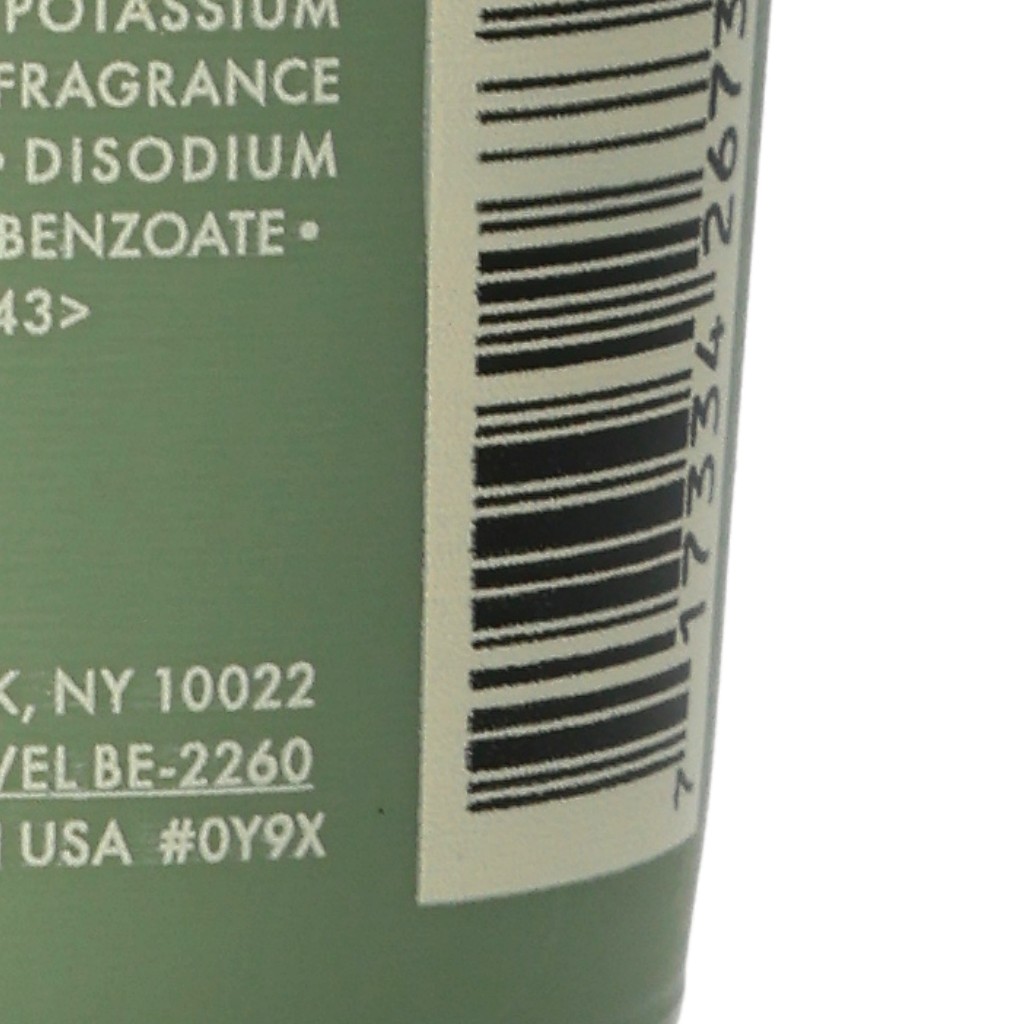 POTASSIUM
FRAGRANCE
• DISODIUM
BENZOATE •
43>
K, NY 10022
VEL BE-2260
USA #0Y9X
7 17334 2673